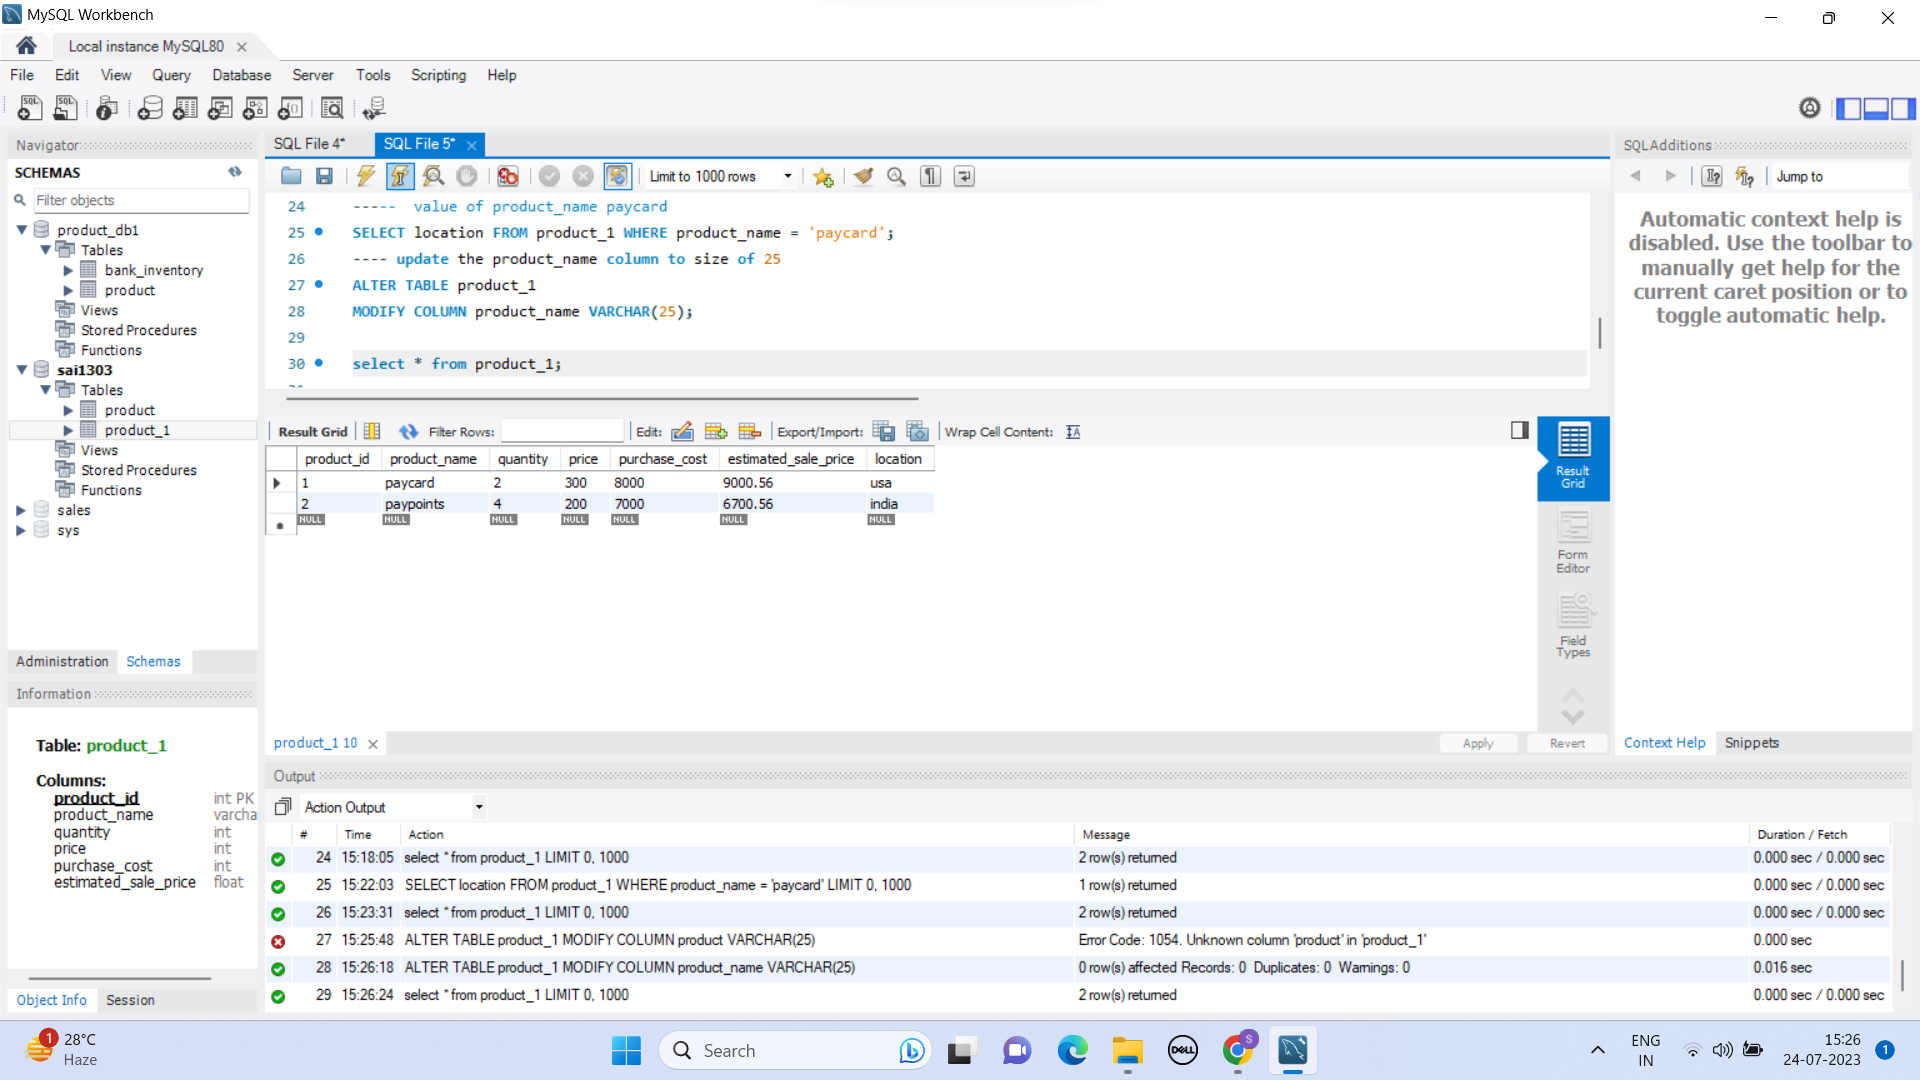 MySQL Workbench
Local instance MySQL80
File Edit View Query Database Server Tools Scripting Help
Navigator
SCHEMAS
Filter objects
product_db1
Tables
bank_inventory
product
Views
Stored Procedures
Functions
sai1303
Tables
product
product_1
Views
Stored Procedures
Functions
sales
sys
Administration Schemas
Information
Table: product_1
Columns:
product_id int PK
product_name varcha
quantity int
price int
purchase_cost int
estimated_sale_price float
Object Info Session
SQL File 4* SQL File 5*
Limit to 1000 rows
24 ----- value of product_name paycard
25 SELECT location FROM product_1 WHERE product_name = 'paycard';
26 ---- update the product_name column to size of 25
27 ALTER TABLE product_1
28 MODIFY COLUMN product_name VARCHAR(25);
29
30 select * from product_1;
Result Grid Filter Rows: Edit: Export/Import: Wrap Cell Content:
product_id product_name quantity price purchase_cost estimated_sale_price location
1 paycard 2 300 8000 9000.56 usa
2 paypoints 4 200 7000 6700.56 india
NULL NULL NULL NULL NULL NULL NULL
Result
Grid
Form
Editor
Field
Types
product_1 10
Apply Revert
SQLAdditions
Jump to
Automatic context help is
disabled. Use the toolbar to
manually get help for the
current caret position or to
toggle automatic help.
Context Help Snippets
Output
Action Output
# Time Action Message Duration / Fetch
24 15:18:05 select * from product_1 LIMIT 0, 1000 2 row(s) returned 0.000 sec / 0.000 sec
25 15:22:03 SELECT location FROM product_1 WHERE product_name = 'paycard' LIMIT 0, 1000 1 row(s) returned 0.000 sec / 0.000 sec
26 15:23:31 select * from product_1 LIMIT 0, 1000 2 row(s) returned 0.000 sec / 0.000 sec
27 15:25:48 ALTER TABLE product_1 MODIFY COLUMN product VARCHAR(25) Error Code: 1054. Unknown column 'product' in 'product_1' 0.000 sec
28 15:26:18 ALTER TABLE product_1 MODIFY COLUMN product_name VARCHAR(25) 0 row(s) affected Records: 0 Duplicates: 0 Warnings: 0 0.016 sec
29 15:26:24 select * from product_1 LIMIT 0, 1000 2 row(s) returned 0.000 sec / 0.000 sec
1
28°C
Haze
Search
DELL
S
ENG
IN
15:26
24-07-2023
1